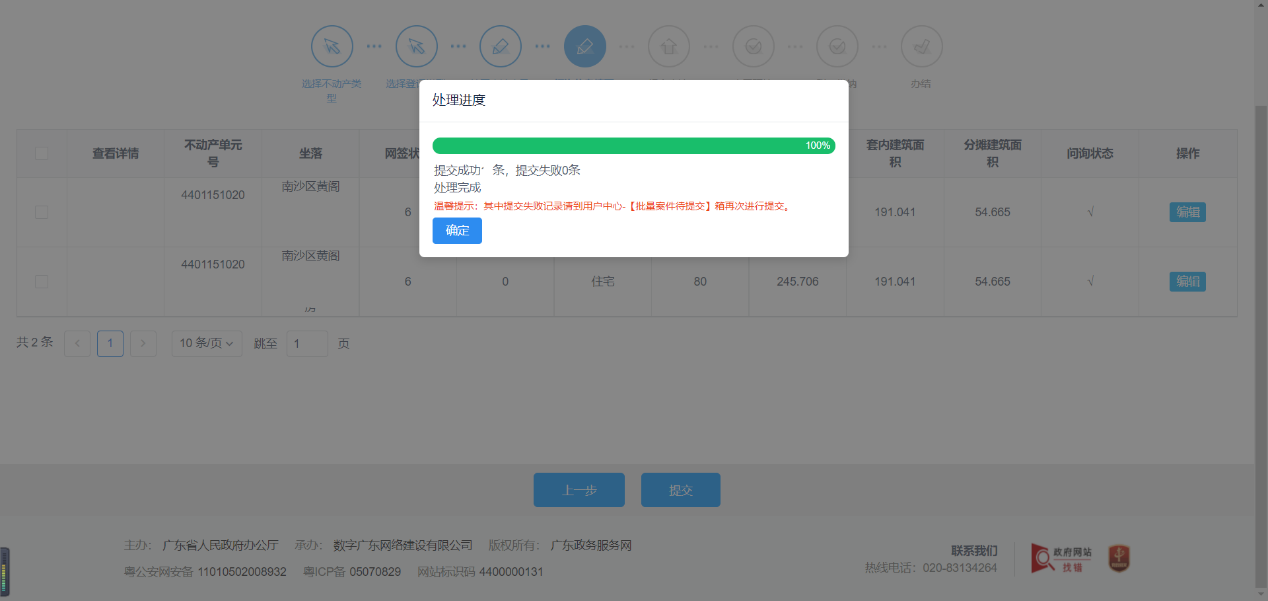 选择不动产类
型
办结
处理进度
100%
提交成功 条，提交失败0条
处理完成
温馨提示：其中提交失败记录请到用户中心-【批量案件待提交】箱再次进行提交。
确定
查看详情 不动产单元号 坐落 套内建筑面积 分摊建筑面积 问询状态 操作
4401151020 南沙区黄阁 6 191.041 54.665 √ 编辑
4401151020 南沙区黄阁 6 0 住宅 80 245.706 191.041 54.665 √ 编辑
共 2 条 1 10 条/页 跳至 1 页
上一步 提交
主办： 广东省人民政府办公厅 承办： 数字广东网络建设有限公司 版权所有： 广东政务服务网
粤公安网安备 11010502008932 粤ICP备 05070829 网站标识码 4400000131
联系我们
热线电话：020-83134264
政府网站
找错